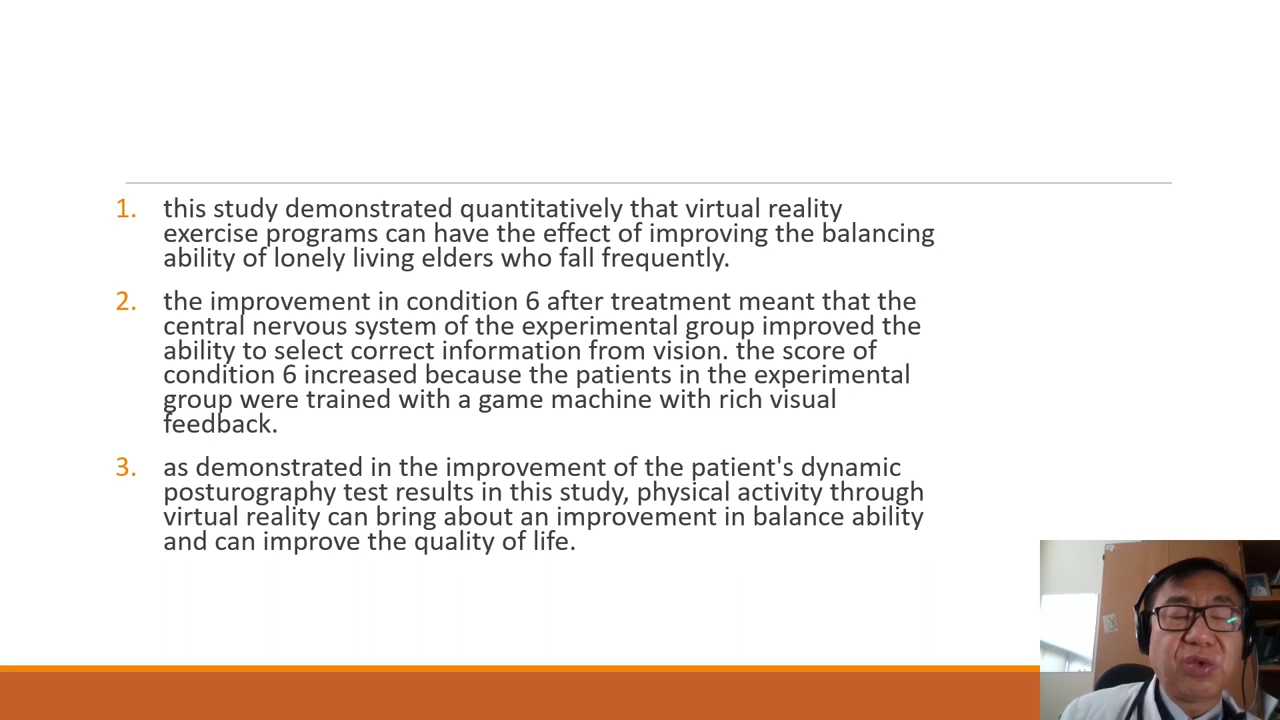 1. this study demonstrated quantitatively that virtual reality
exercise programs can have the effect of improving the balancing
ability of lonely living elders who fall frequently.
2. the improvement in condition 6 after treatment meant that the
central nervous system of the experimental group improved the
ability to select correct information from vision. the score of
condition 6 increased because the patients in the experimental
group were trained with a game machine with rich visual
feedback.
3. as demonstrated in the improvement of the patient's dynamic
posturography test results in this study, physical activity through
virtual reality can bring about an improvement in balance ability
and can improve the quality of life.